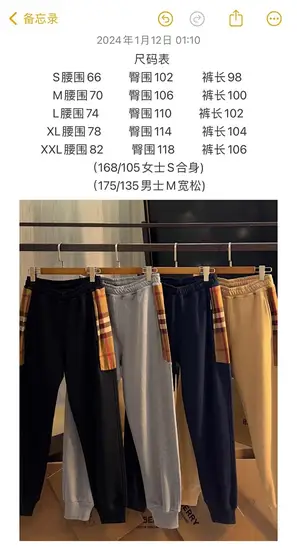 备忘录
2024年1月12日 01:10
尺码表
S腰围66 臀围102 裤长98
M腰围70 臀围106 裤长100
L腰围74 臀围110 裤长102
XL腰围78 臀围114 裤长104
XXL腰围82 臀围118 裤长106
(168/105女士S合身)
(175/135男士M宽松)